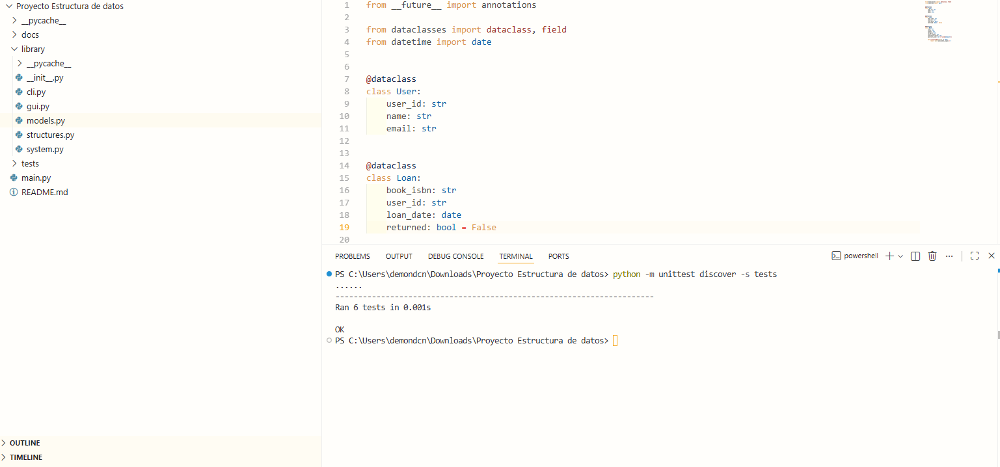 Proyecto Estructura de datos
__pycache__
docs
library
__pycache__
__init__.py
cli.py
gui.py
models.py
structures.py
system.py
tests
main.py
README.md
OUTLINE
TIMELINE
1 from __future__ import annotations
2
3 from dataclasses import dataclass, field
4 from datetime import date
5
6
7 @dataclass
8 class User:
9 user_id: str
10 name: str
11 email: str
12
13
14 @dataclass
15 class Loan:
16 book_isbn: str
17 user_id: str
18 loan_date: date
19 returned: bool = False
20
PROBLEMS OUTPUT DEBUG CONSOLE TERMINAL PORTS powershell
PS C:\Users\demondcn\Downloads\Proyecto Estructura de datos> python -m unittest discover -s tests
......
----------------------------------------------------------------------
Ran 6 tests in 0.001s
OK
PS C:\Users\demondcn\Downloads\Proyecto Estructura de datos>